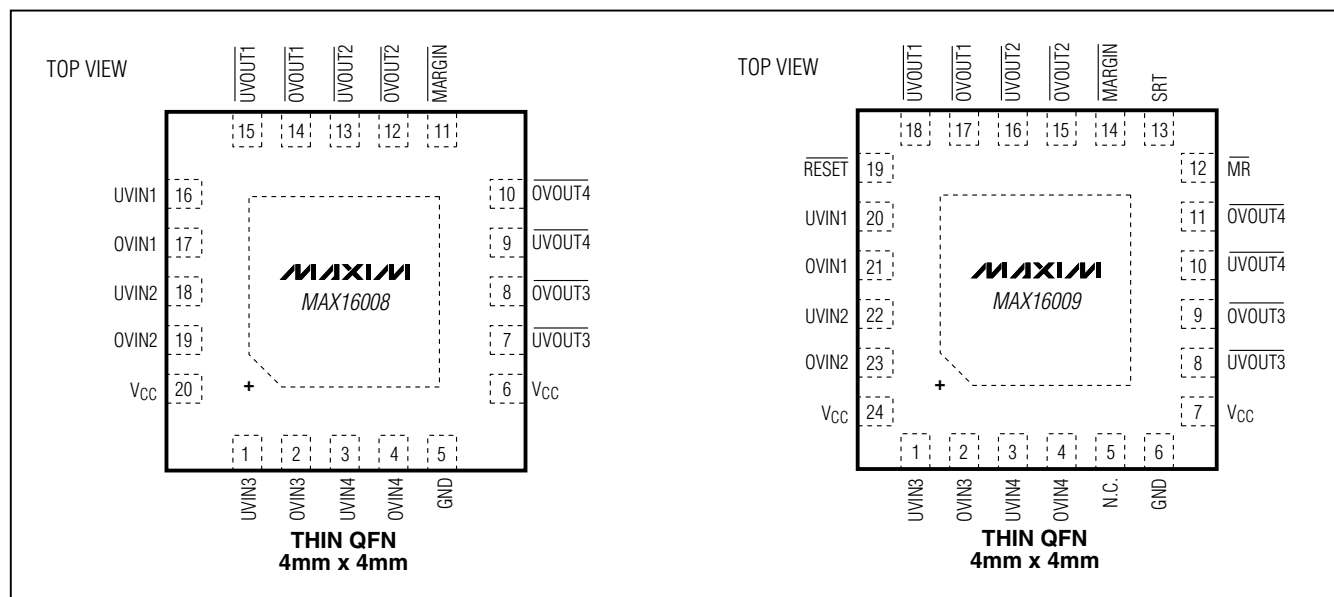 TOP VIEW
UVOUT1
OVOUT1
UVOUT2
OVOUT2
MARGIN
15
14
13
12
11
UVIN1
16
10
OVOUT4
OVIN1
17
9
UVOUT4
UVIN2
18
8
OVOUT3
OVIN2
19
7
UVOUT3
VCC
20
+
6
VCC
MAXIM
MAX16008
1
2
3
4
5
UVIN3
OVIN3
UVIN4
OVIN4
GND
THIN QFN
4mm x 4mm
TOP VIEW
UVOUT1
OVOUT1
UVOUT2
OVOUT2
MARGIN
SRT
18
17
16
15
14
13
RESET
19
12
MR
UVIN1
20
11
OVOUT4
OVIN1
21
10
UVOUT4
UVIN2
22
9
OVOUT3
OVIN2
23
8
UVOUT3
VCC
24
+
7
VCC
MAXIM
MAX16009
1
2
3
4
5
6
UVIN3
OVIN3
UVIN4
OVIN4
N.C.
GND
THIN QFN
4mm x 4mm